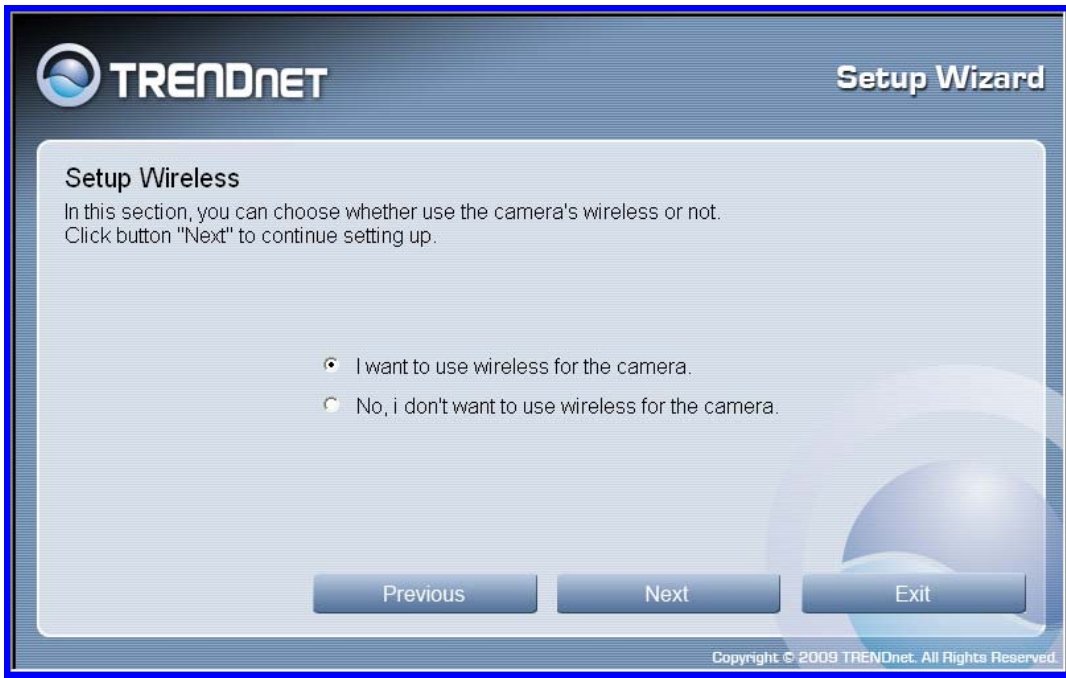 TRENDnET
Setup Wizard
Setup Wireless
In this section, you can choose whether use the camera's wireless or not.
Click button "Next" to continue setting up.
I want to use wireless for the camera.
No, i don't want to use wireless for the camera.
Previous
Next
Exit
Copyright © 2009 TRENDnet. All Rights Reserved.